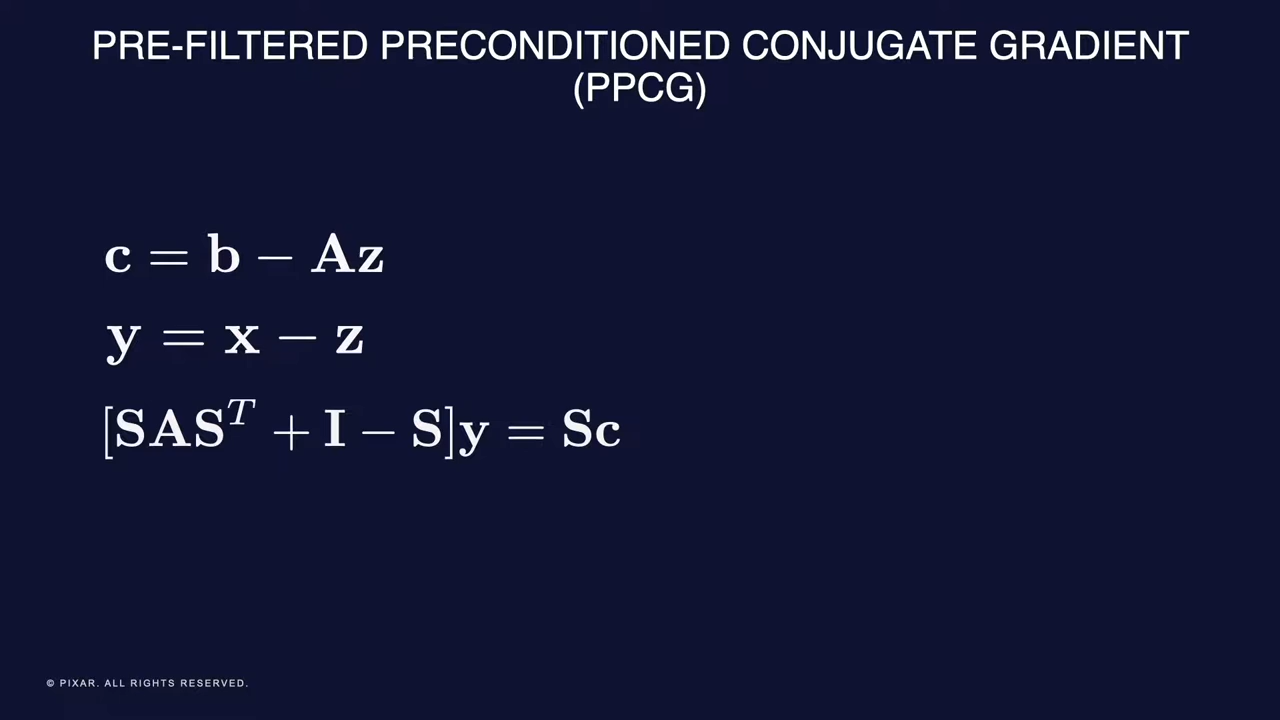 PRE-FILTERED PRECONDITIONED CONJUGATE GRADIENT
(PPCG)
c = b − Az
y = x − z
[SAS^T + I − S]y = Sc
© PIXAR. ALL RIGHTS RESERVED.